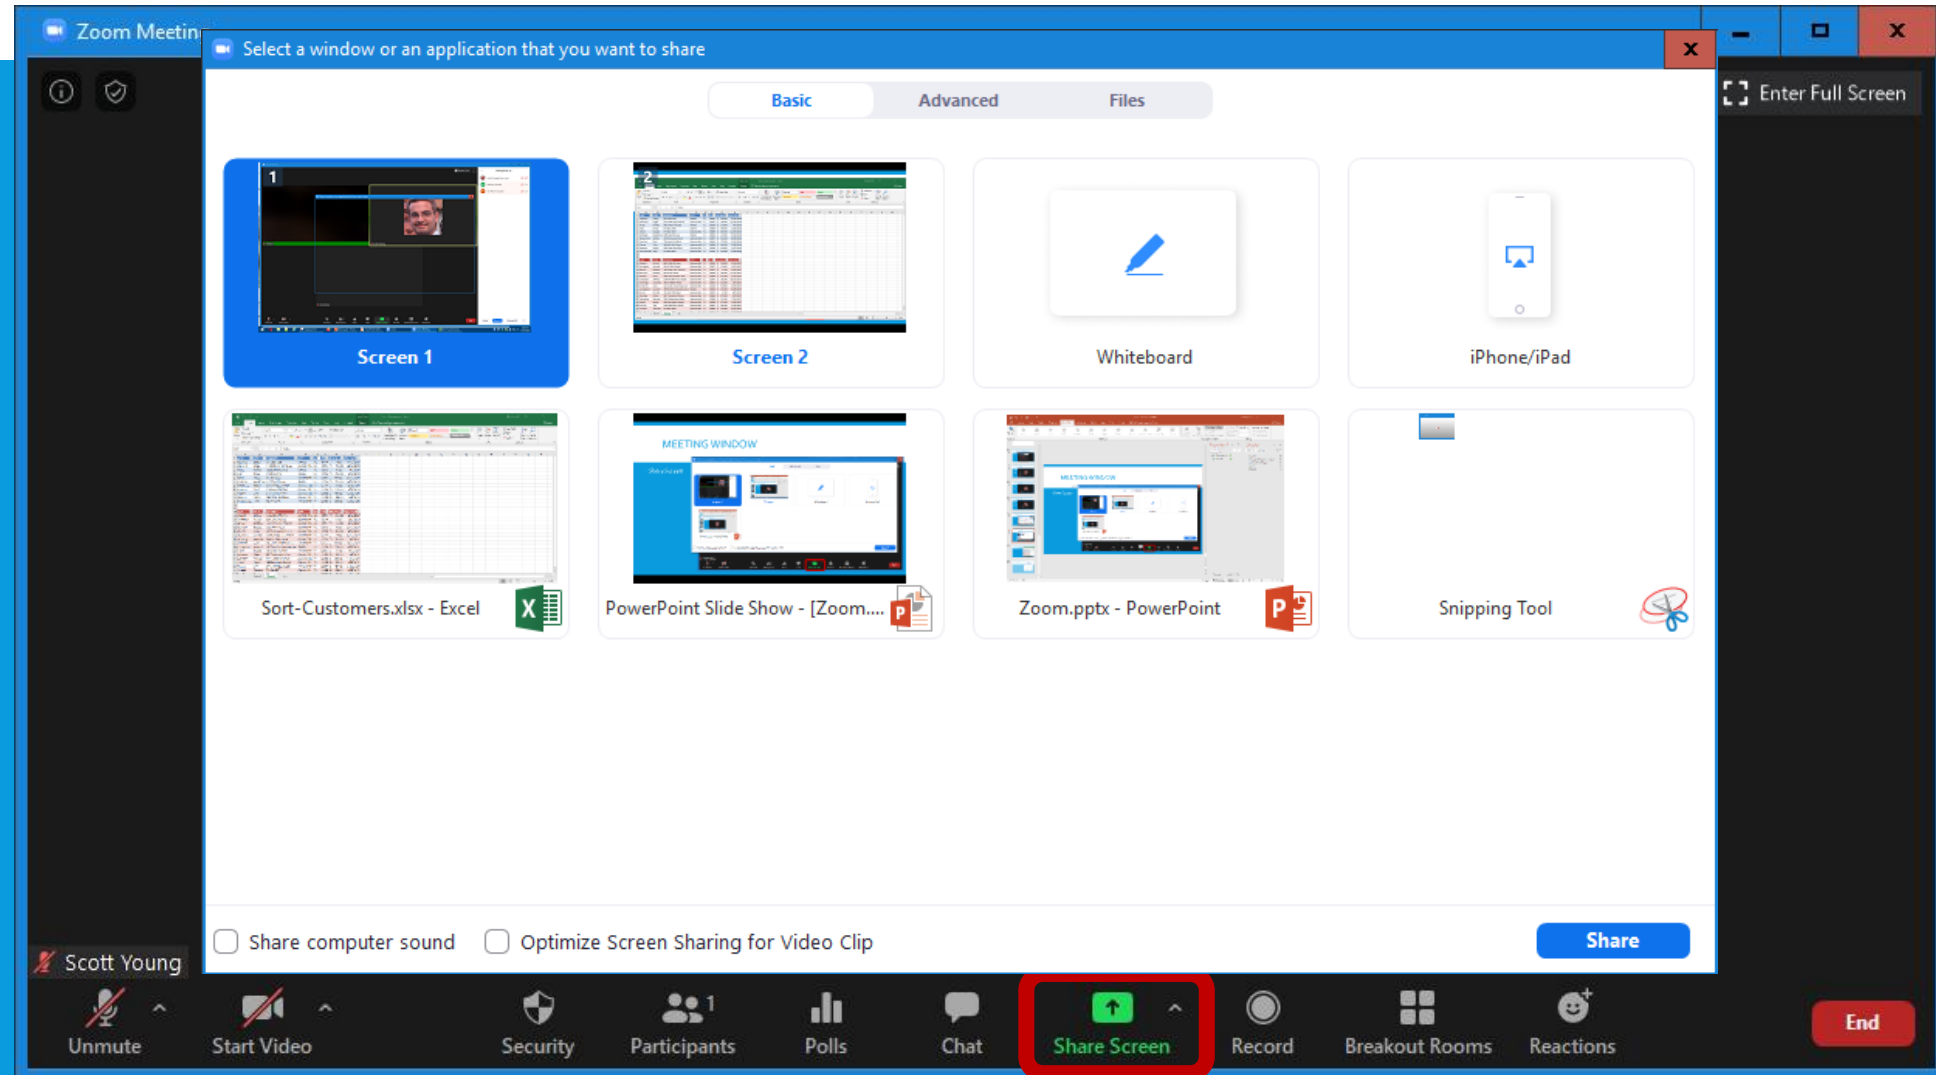 Zoom Meetin
Select a window or an application that you want to share
Enter Full Screen
Basic
Advanced
Files
1
2
Screen 1
Screen 2
Whiteboard
iPhone/iPad
MEETING WINDOW
MEETING WINDOW
Sort-Customers.xlsx - Excel
PowerPoint Slide Show - [Zoom....
Zoom.pptx - PowerPoint
Snipping Tool
Share computer sound
Optimize Screen Sharing for Video Clip
Share
Scott Young
1
Unmute
Start Video
Security
Participants
Polls
Chat
Share Screen
Record
Breakout Rooms
Reactions
End